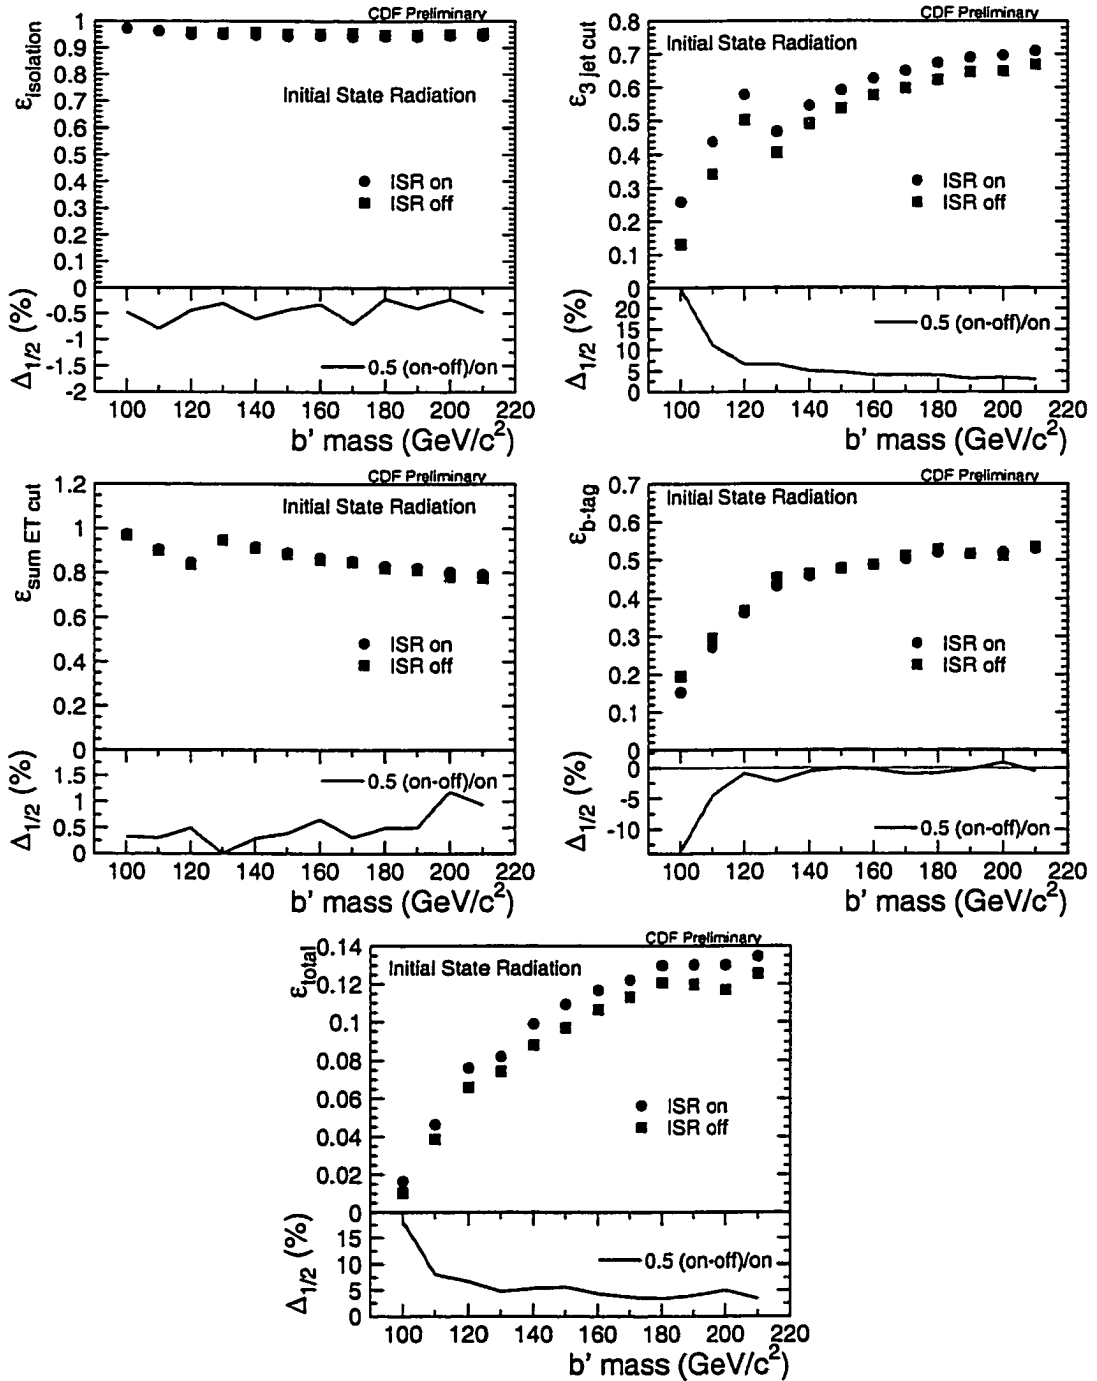 CDF Preliminary
ε_isolation
1
0.9
0.8
0.7
0.6
0.5
0.4
0.3
0.2
0.1
0
Initial State Radiation
ISR on
ISR off
Δ_1/2 (%)
-0.5
-1
-1.5
-2
0.5 (on-off)/on
100 120 140 160 180 200 220
b' mass (GeV/c²)
CDF Preliminary
ε_3 jet cut
0.8
0.7
0.6
0.5
0.4
0.3
0.2
0.1
0
Initial State Radiation
ISR on
ISR off
Δ_1/2 (%)
20
15
10
5
0
0.5 (on-off)/on
100 120 140 160 180 200 220
b' mass (GeV/c²)
CDF Preliminary
ε_sum ET cut
1.2
1
0.8
0.6
0.4
0.2
0
Initial State Radiation
ISR on
ISR off
Δ_1/2 (%)
1.5
1
0.5
0
0.5 (on-off)/on
100 120 140 160 180 200 220
b' mass (GeV/c²)
CDF Preliminary
ε_b-tag
0.7
0.6
0.5
0.4
0.3
0.2
0.1
0
Initial State Radiation
ISR on
ISR off
Δ_1/2 (%)
0
-5
-10
0.5 (on-off)/on
100 120 140 160 180 200 220
b' mass (GeV/c²)
CDF Preliminary
ε_total
0.14
0.12
0.1
0.08
0.06
0.04
0.02
0
Initial State Radiation
ISR on
ISR off
Δ_1/2 (%)
15
10
5
0
0.5 (on-off)/on
100 120 140 160 180 200 220
b' mass (GeV/c²)